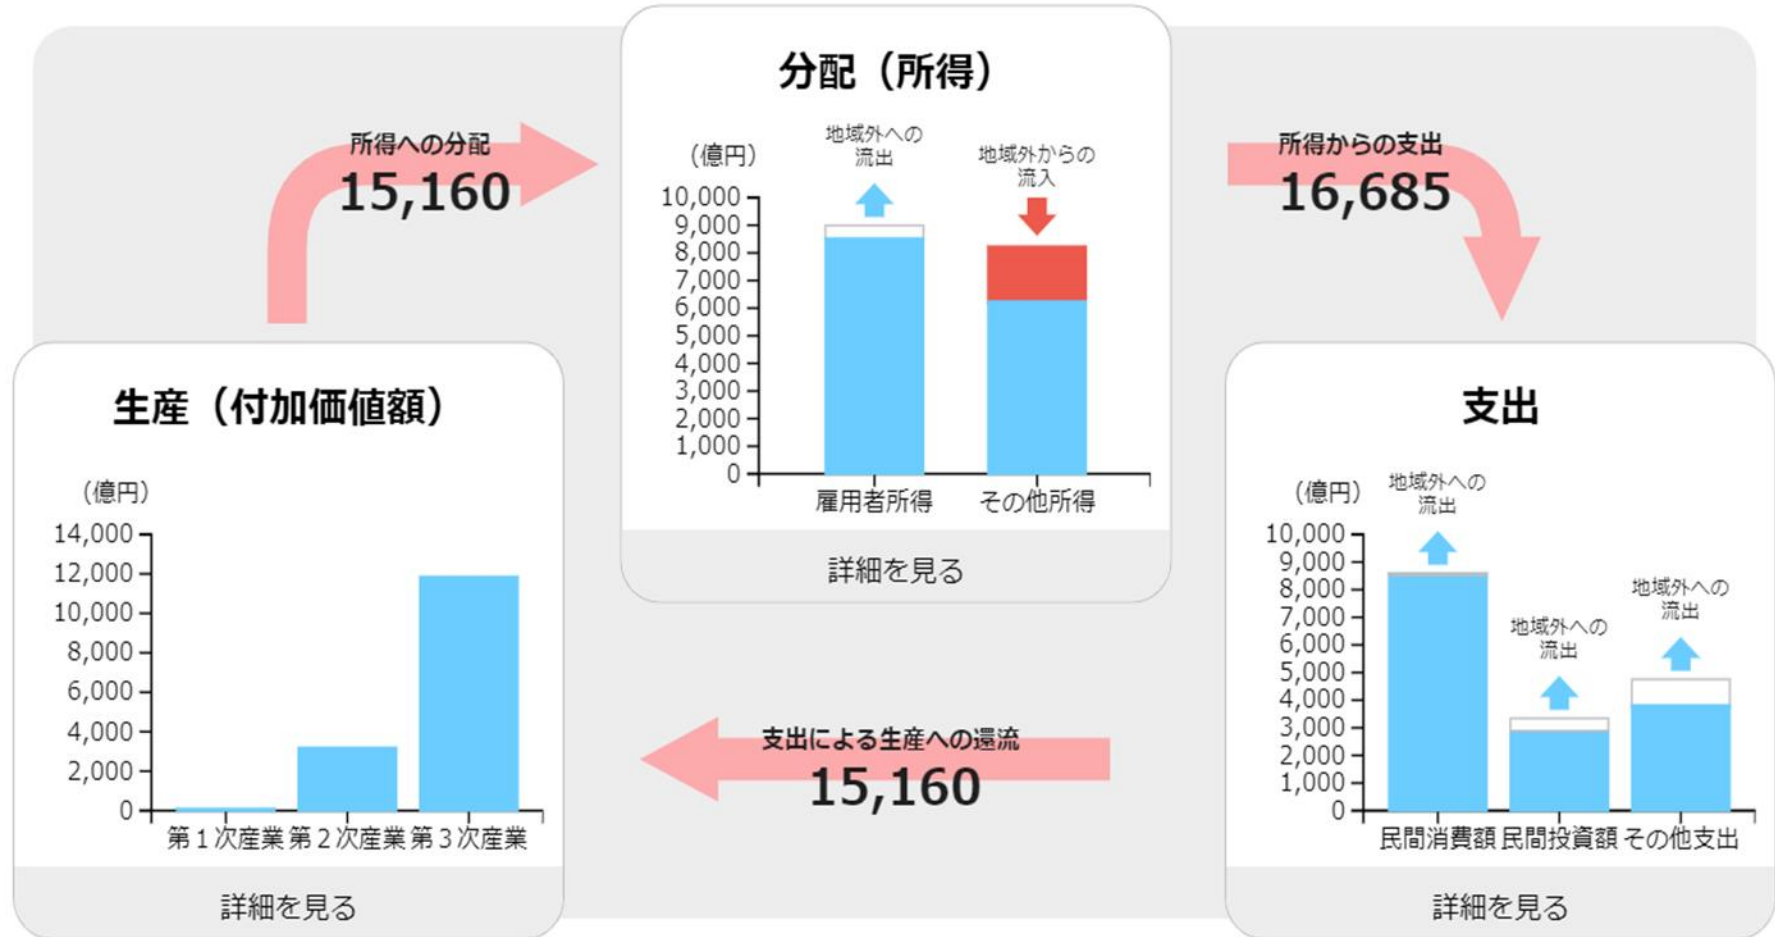 分配（所得）
（億円）
地域外への
流出
地域外からの
流入
10,000
9,000
8,000
7,000
6,000
5,000
4,000
3,000
2,000
1,000
0
雇用者所得
その他所得
詳細を見る
所得への分配
15,160
所得からの支出
16,685
生産（付加価値額）
（億円）
14,000
12,000
10,000
8,000
6,000
4,000
2,000
0
第１次産業
第２次産業
第３次産業
詳細を見る
支出による生産への還流
15,160
支出
（億円）
地域外への
流出
地域外への
流出
地域外への
流出
10,000
9,000
8,000
7,000
6,000
5,000
4,000
3,000
2,000
1,000
0
民間消費額
民間投資額
その他支出
詳細を見る